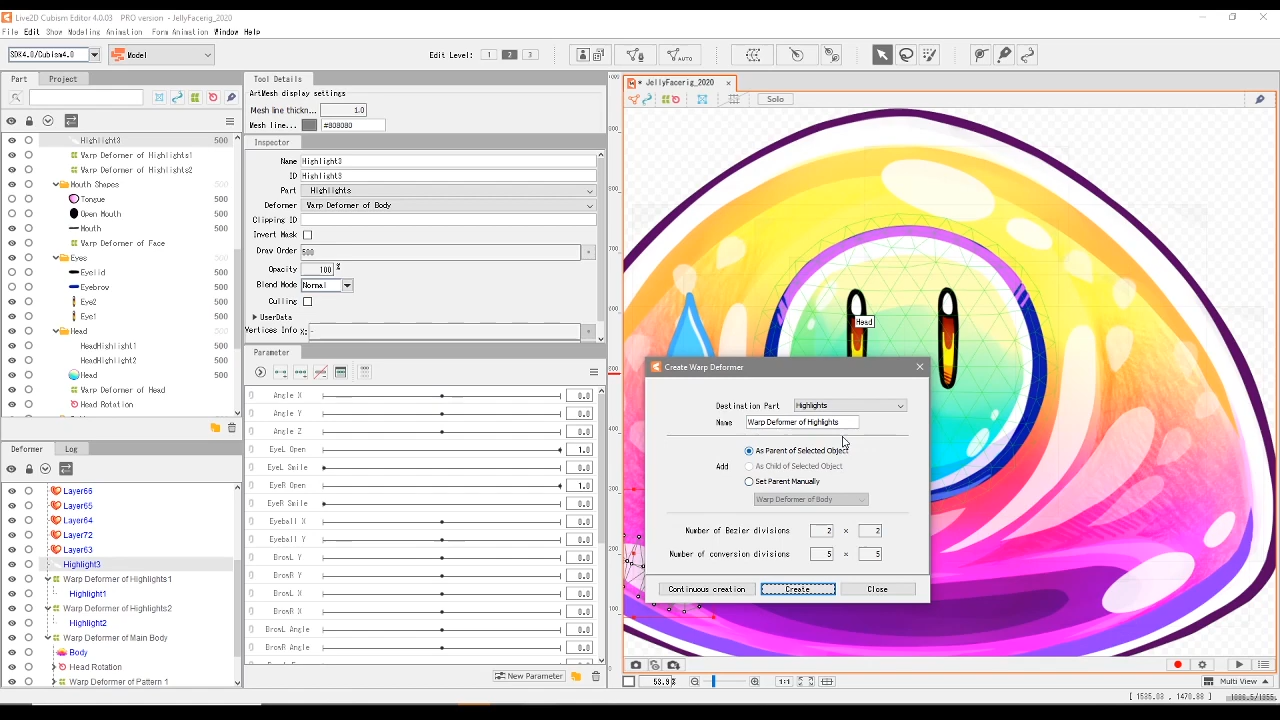 Live2D Cubism Editor 4.0.03 PRO version - JellyFacerig_2020
File Edit Show Modeling Animation Form Animation Window Help
SDK4.0/Cubism4.0 Model Edit Level: 1 2 3 AUTO
Part Project
500
Highlight3 500
Warp Deformer of Highlights1 500
Warp Deformer of Highlights2 500
Mouth Shapes 500
Tongue 500
Open Mouth 500
Mouth 500
Warp Deformer of Face 500
Eyes 500
Eyelid 500
Eyebrov 500
Eye2 500
Eye1 500
Head 500
HeadHighlight1 500
HeadHighlight2 500
Head 500
Warp Deformer of Head 500
Head Rotation 500
Deformer Log
Layer66
Layer65
Layer64
Layer72
Layer63
Highlight3
Warp Deformer of Highlights1
Highlight1
Warp Deformer of Highlights2
Highlight2
Warp Deformer of Main Body
Body
Head Rotation
Warp Deformer of Pattern 1
Tool Details
ArtMesh display settings
Mesh line thickn... 1.0
Mesh line... #808080
Inspector
Name Highlight3
ID Highlight3
Part Highlights
Deformer Warp Deformer of Body
Clipping ID
Invert Mask
Draw Order 500
Opacity 100 %
Blend Mode Normal
Culling
UserData
Vertices Info X: -
Parameter
Angle X 0.0
Angle Y 0.0
Angle Z 0.0
EyeL Open 1.0
EyeL Smile 0.0
EyeR Open 1.0
EyeR Smile 0.0
Eyeball X 0.0
Eyeball Y 0.0
BrowL Y 0.0
BrowR Y 0.0
BrowL X 0.0
BrowR X 0.0
BrowL Angle 0.0
BrowR Angle 0.0
New Parameter
* JellyFacerig_2020
Solo
Head
Create Warp Deformer
Destination Part Highlights
Name Warp Deformer of Highlights
As Parent of Selected Object
Add As Child of Selected Object
Set Parent Manually
Warp Deformer of Body
Number of Bezier divisions 2 x 2
Number of conversion divisions 5 x 5
Continuous creation Create Close
1:1
Multi View